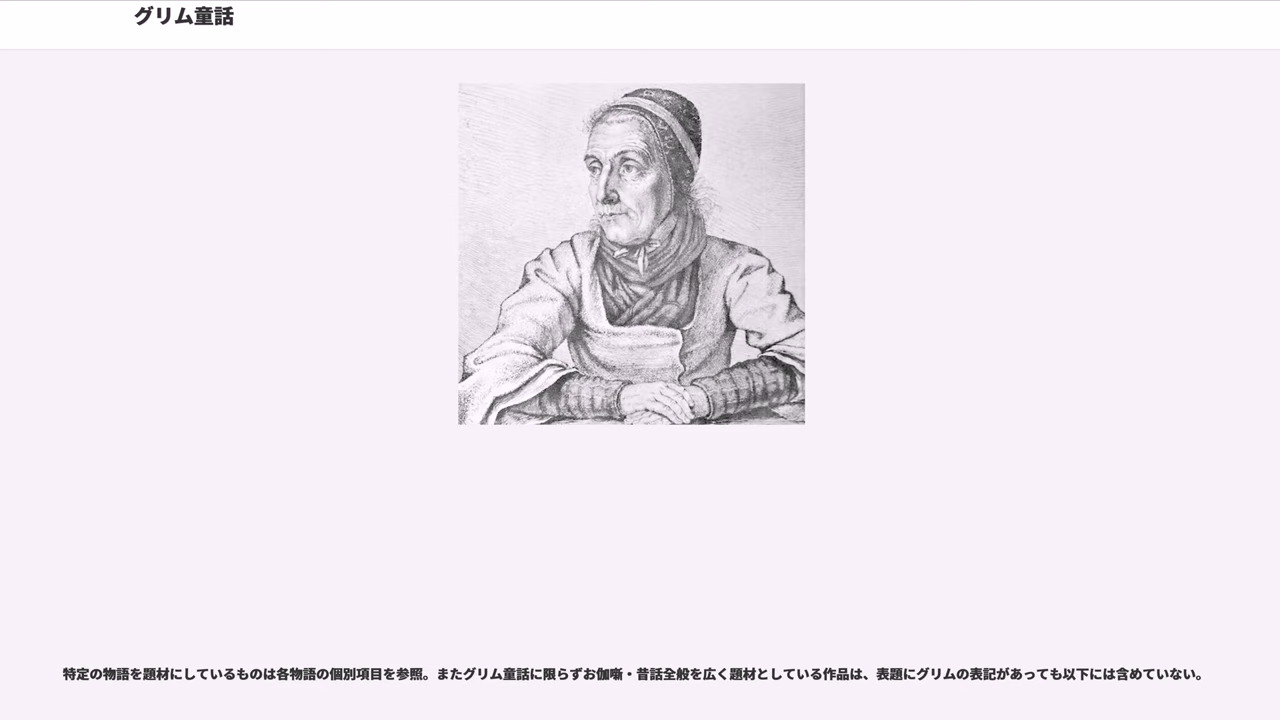 グリム童話
特定の物語を題材にしているものは各物語の個別項目を参照。またグリム童話に限らずお伽噺・昔話全般を広く題材としている作品は、表題にグリムの表記があっても以下には含めていない。